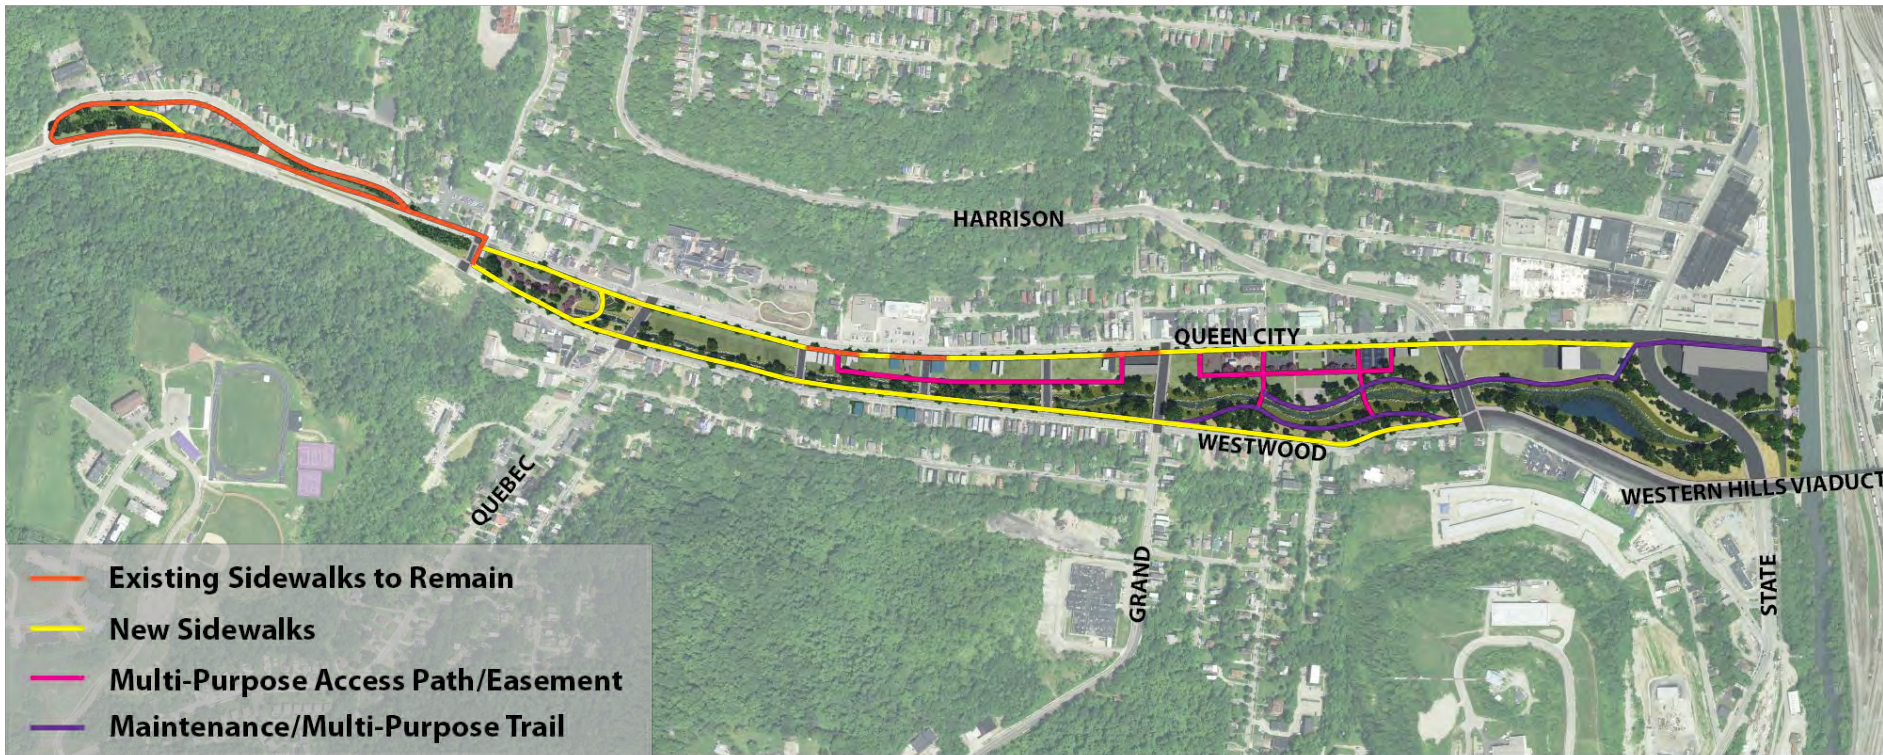 HARRISON
QUEEN CITY
WESTWOOD
QUEBEC
WESTERN HILLS VIADUCT
GRAND
STATE
Existing Sidewalks to Remain
New Sidewalks
Multi-Purpose Access Path/Easement
Maintenance/Multi-Purpose Trail